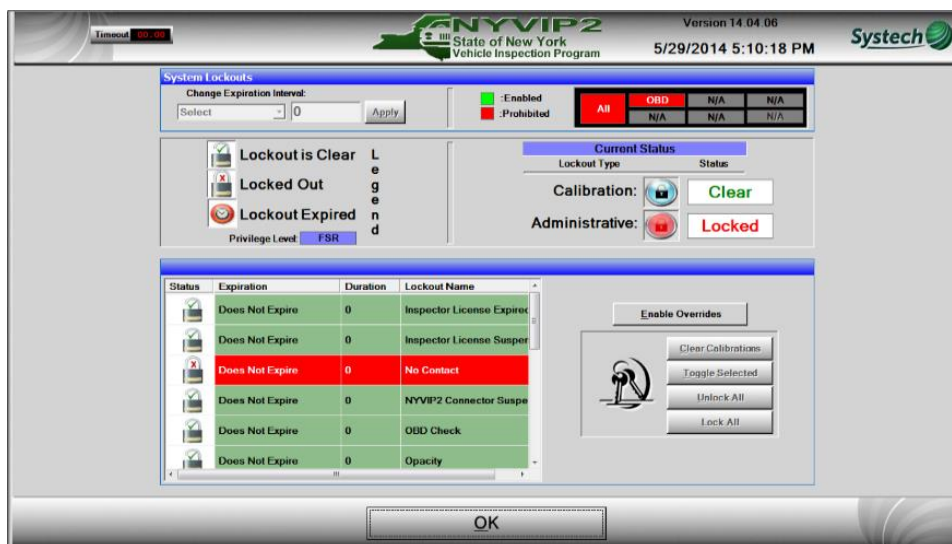 Timeout 00:00
NYVIP2
State of New York
Vehicle Inspection Program
Version 14.04.06
5/29/2014 5:10:18 PM
Systech
System Lockouts
Change Expiration Interval:
Select 0 Apply
:Enabled
:Prohibited
All OBD N/A N/A
N/A N/A N/A
Lockout is Clear
Locked Out
Lockout Expired
Legend
Privilege Level: FSR
Current Status
Lockout Type Status
Calibration: Clear
Administrative: Locked
Status Expiration Duration Lockout Name
Does Not Expire 0 Inspector License Expired
Does Not Expire 0 Inspector License Susper
Does Not Expire 0 No Contact
Does Not Expire 0 NYVIP2 Connector Suspe
Does Not Expire 0 OBD Check
Does Not Expire 0 Opacity
Enable Overrides
Clear Calibrations
Toggle Selected
Unlock All
Lock All
OK